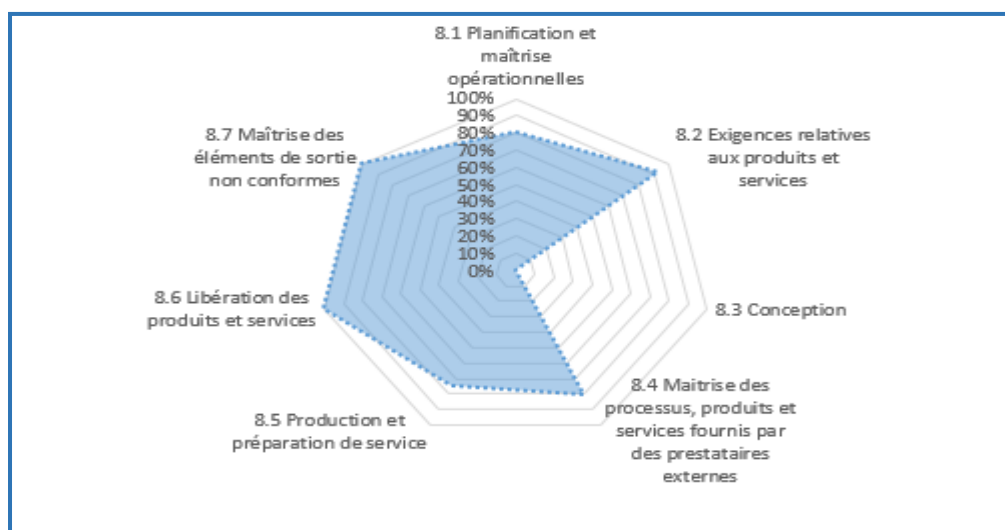 8.1 Planification et
maîtrise
opérationnelles
100%
90%
80%
70%
60%
50%
40%
30%
20%
10%
0%
8.2 Exigences relatives
aux produits et
services
8.3 Conception
8.4 Maitrise des
processus, produits et
services fournis par
des prestataires
externes
8.5 Production et
préparation de service
8.6 Libération des
produits et services
8.7 Maîtrise des
éléments de sortie
non conformes